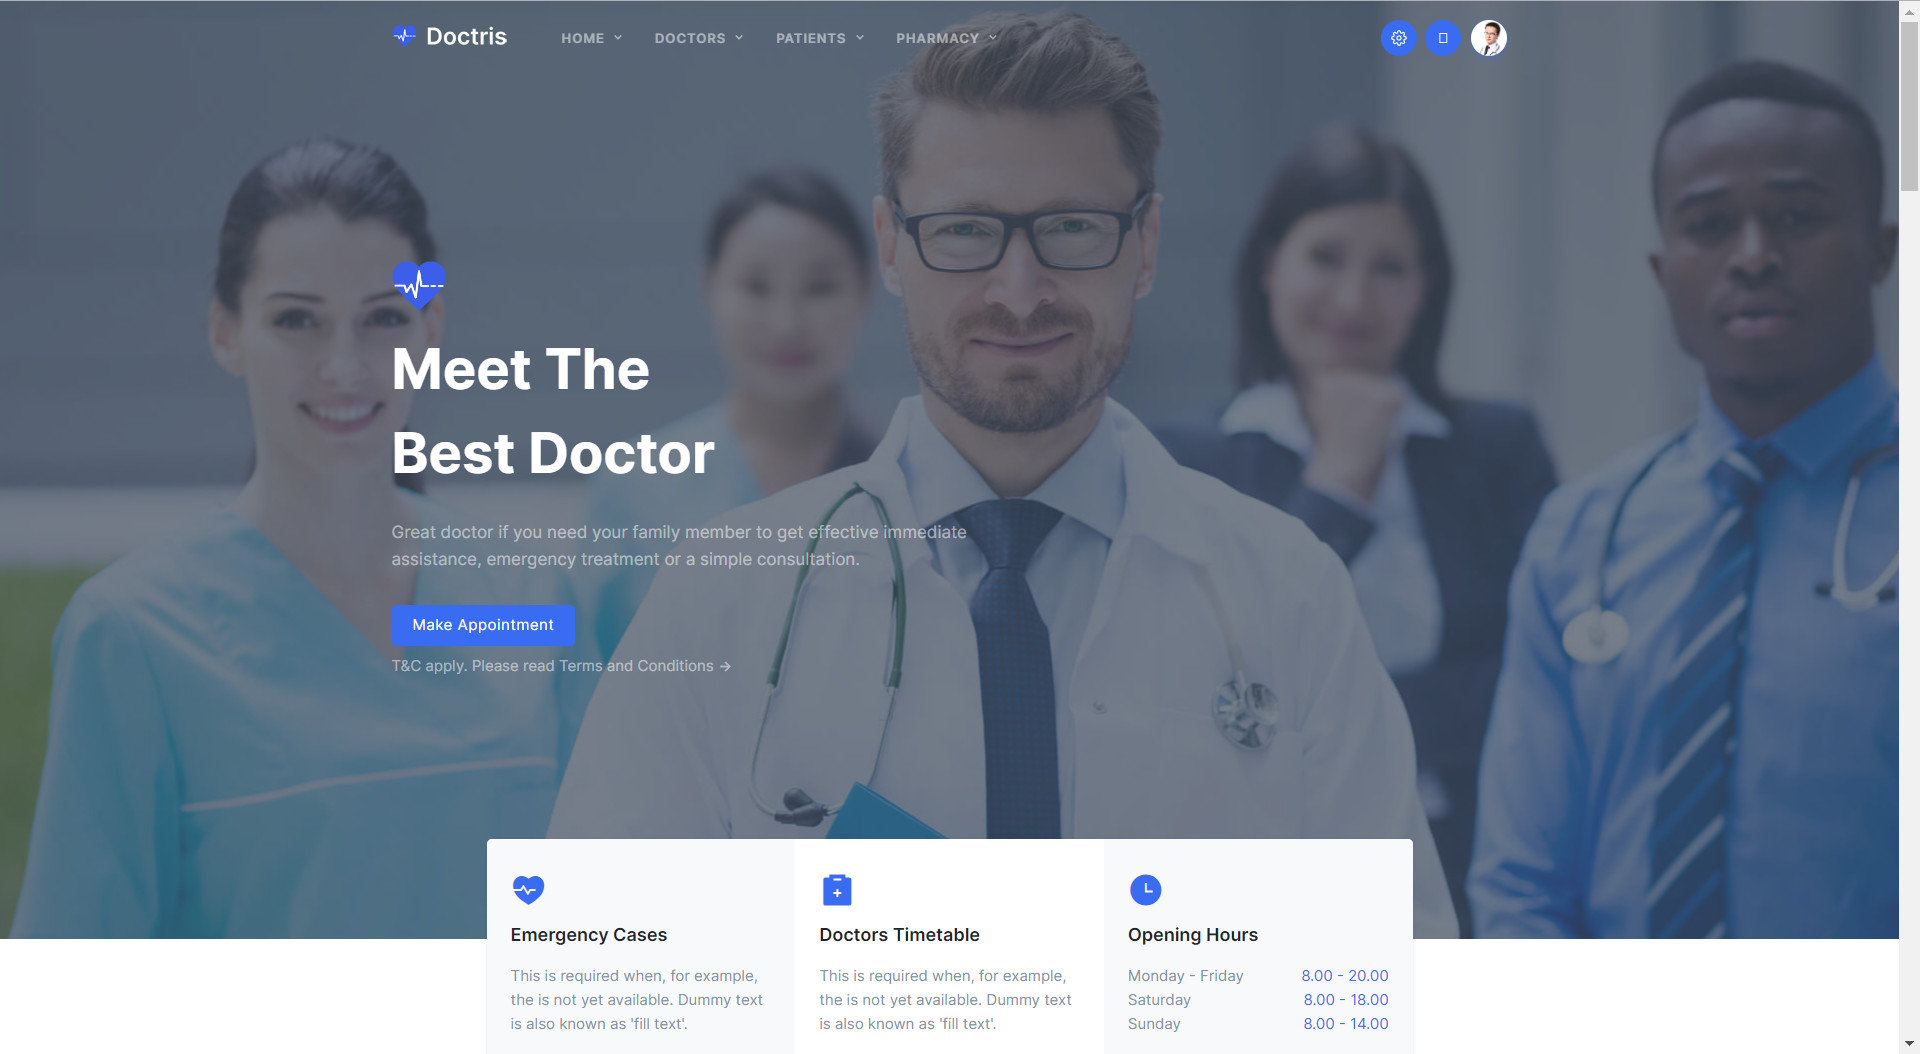 Doctris
HOME
DOCTORS
PATIENTS
PHARMACY
Meet The
Best Doctor
Great doctor if you need your family member to get effective immediate
assistance, emergency treatment or a simple consultation.
Make Appointment
T&C apply. Please read Terms and Conditions →
Emergency Cases
This is required when, for example,
the is not yet available. Dummy text
is also known as 'fill text'.
Doctors Timetable
This is required when, for example,
the is not yet available. Dummy text
is also known as 'fill text'.
Opening Hours
Monday - Friday 8.00 - 20.00
Saturday 8.00 - 18.00
Sunday 8.00 - 14.00